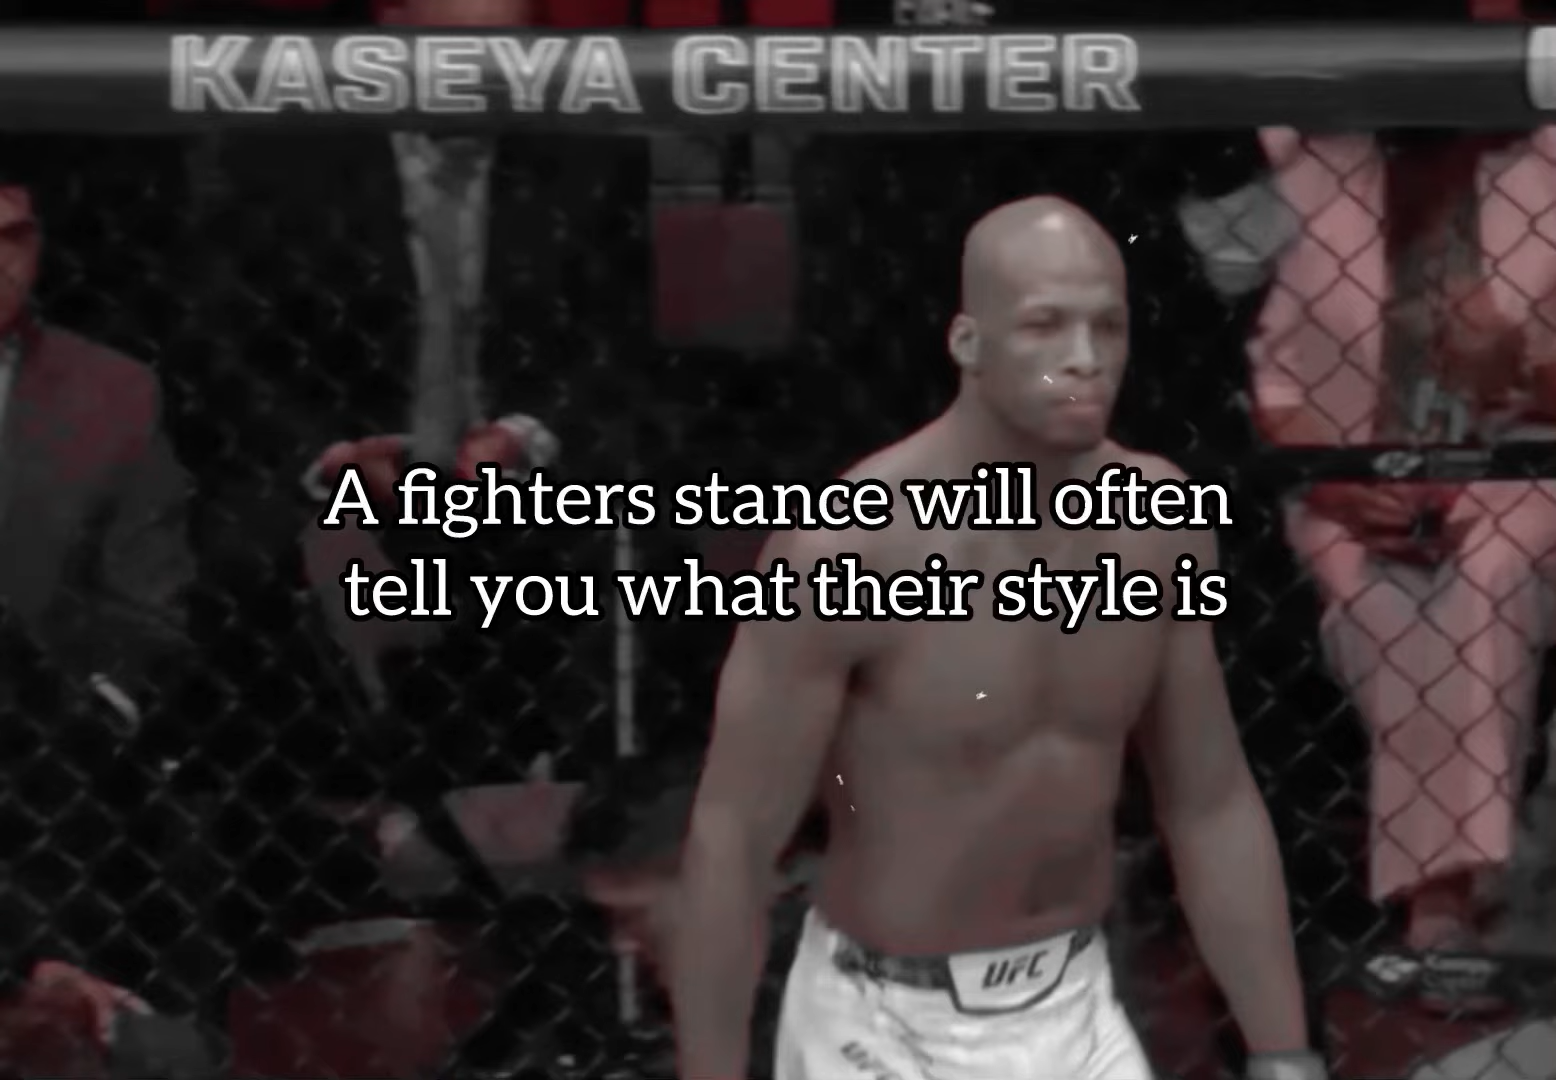 KASEYA CENTER
A fighters stance will often
tell you what their style is
UFC